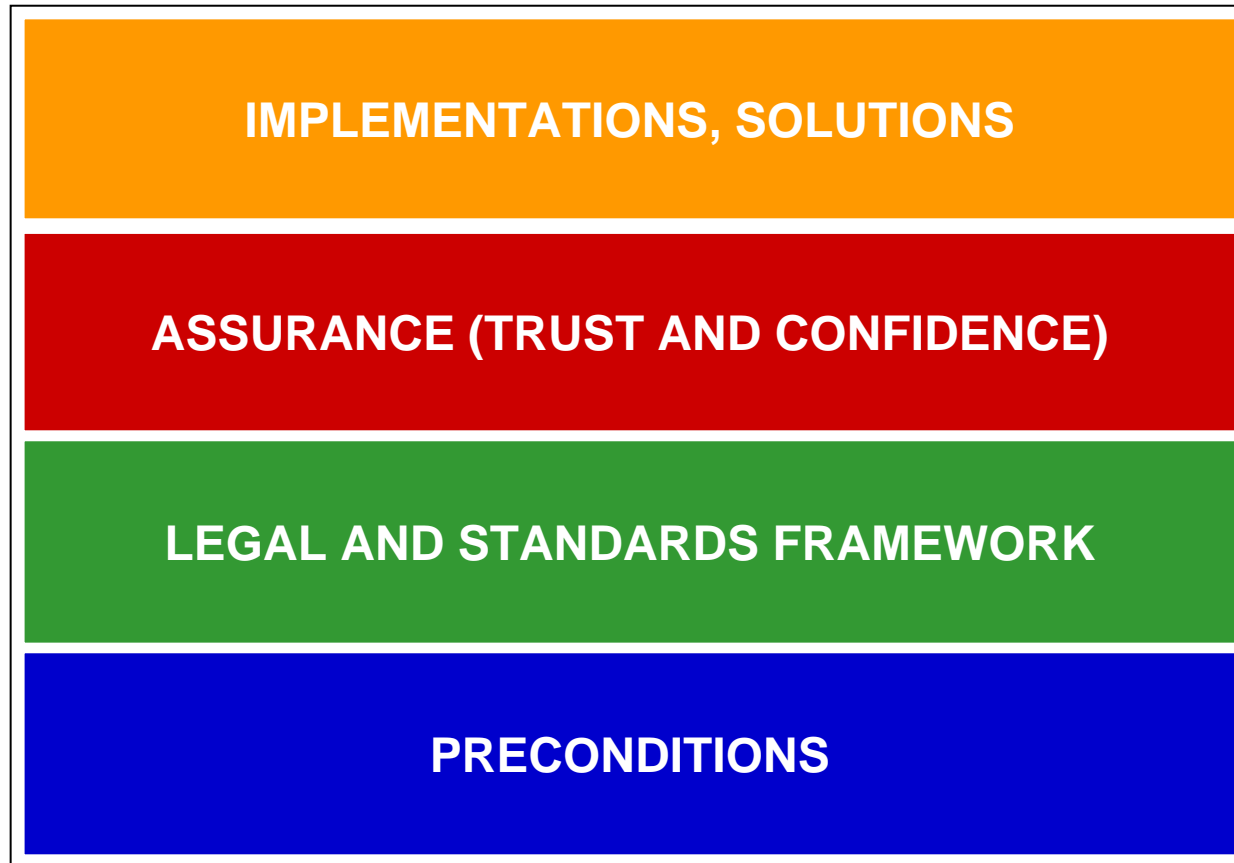 IMPLEMENTATIONS, SOLUTIONS
ASSURANCE (TRUST AND CONFIDENCE)
LEGAL AND STANDARDS FRAMEWORK
PRECONDITIONS